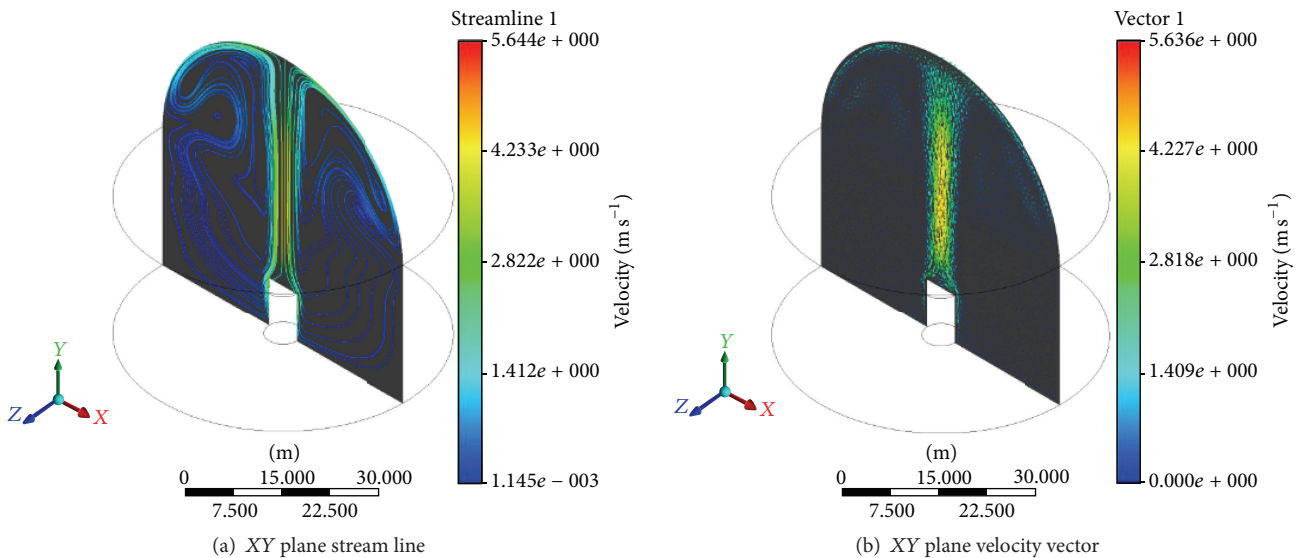 Streamline 1
5.644e + 000
4.233e + 000
2.822e + 000
1.412e + 000
1.145e − 003
Velocity (m s−1)
Y
Z
X
(m)
0 15.000 30.000
7.500 22.500
(a) XY plane stream line
Vector 1
5.636e + 000
4.227e + 000
2.818e + 000
1.409e + 000
0.000e + 000
Velocity (m s−1)
Y
Z
X
(m)
0 15.000 30.000
7.500 22.500
(b) XY plane velocity vector